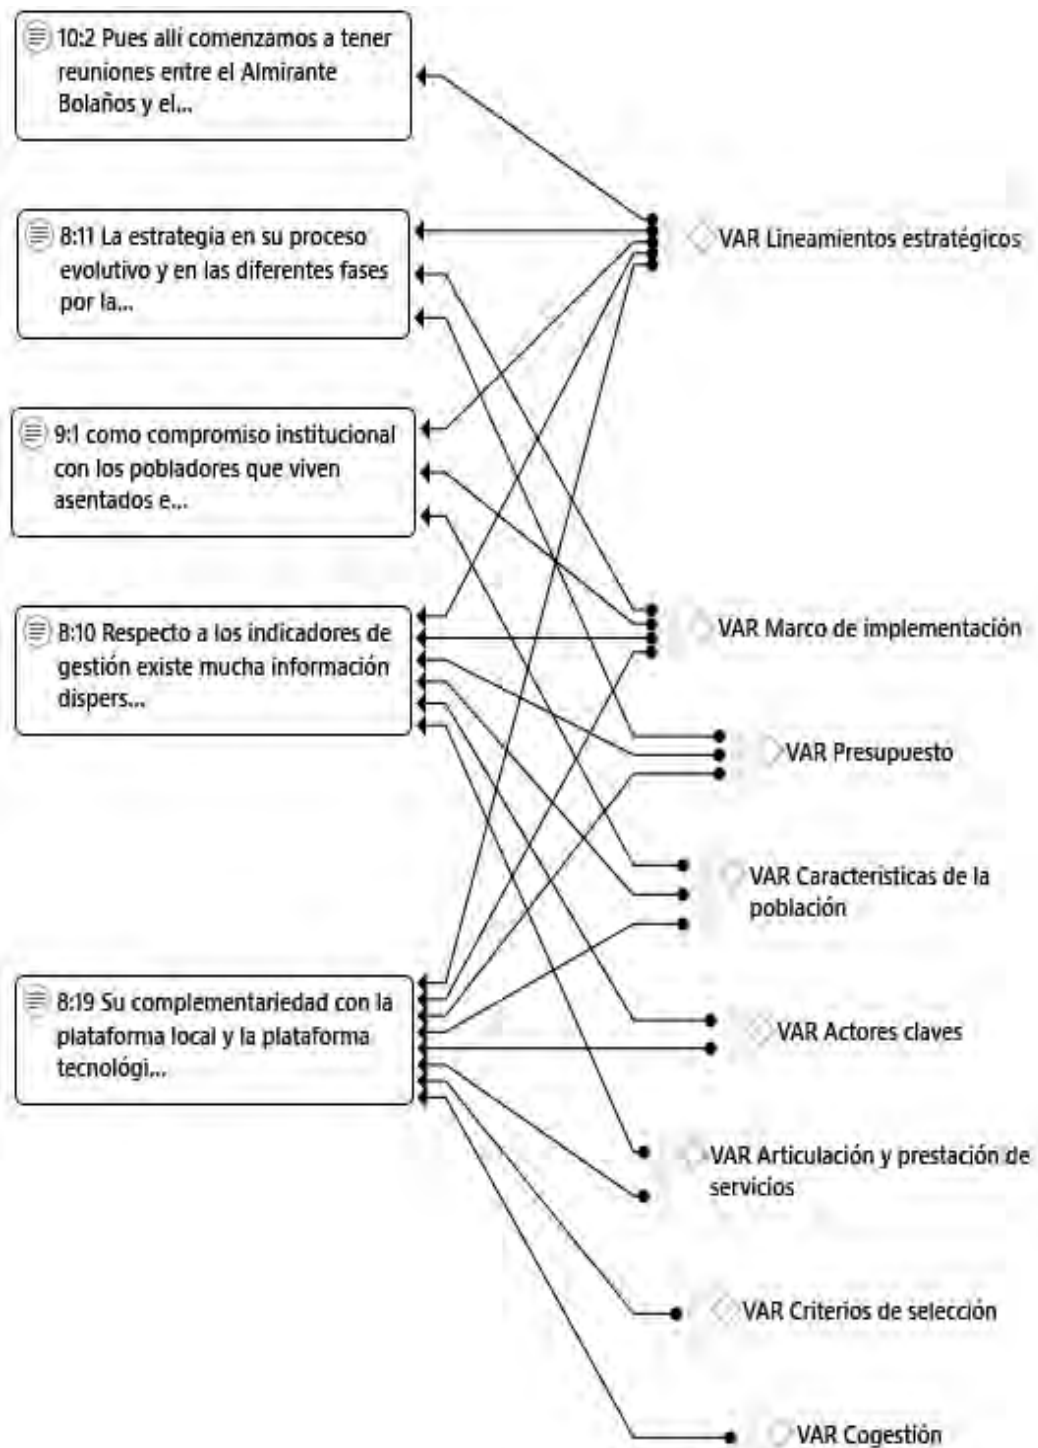 10:2 Pues allí comenzamos a tener
reuniones entre el Almirante
Bolaños y el...
8:11 La estrategia en su proceso
evolutivo y en las diferentes fases
por la...
9:1 como compromiso institucional
con los pobladores que viven
asentados e...
8:10 Respecto a los indicadores de
gestión existe mucha información
dispers...
8:19 Su complementariedad con la
plataforma local y la plataforma
tecnológi...
VAR Lineamientos estratégicos
VAR Marco de implementación
VAR Presupuesto
VAR Características de la
población
VAR Actores claves
VAR Articulación y prestación de
servicios
VAR Criterios de selección
VAR Cogestión